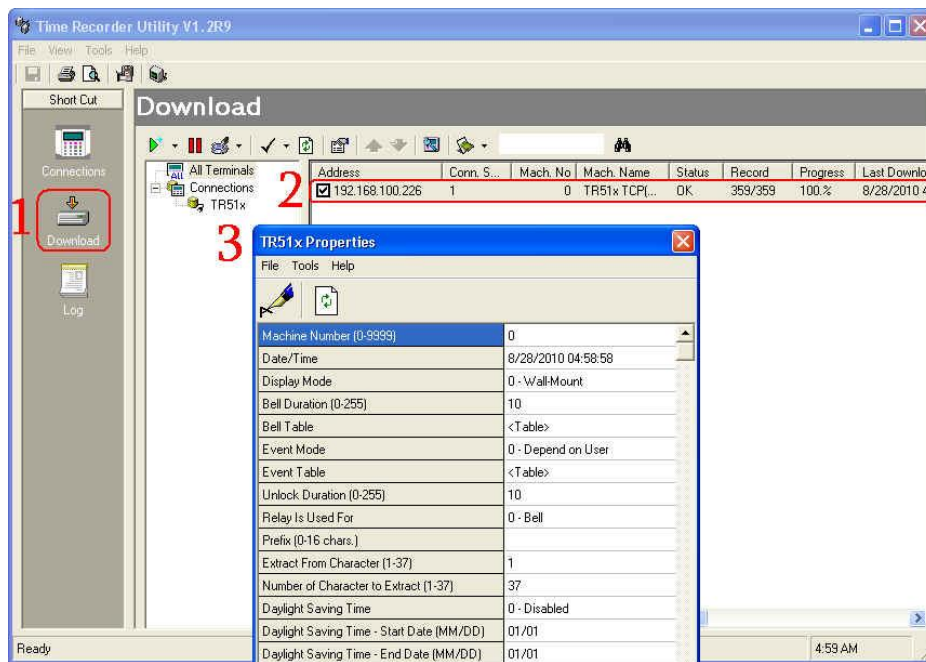 Time Recorder Utility V1.2R9
File View Tools Help
Short Cut
Download
Connections
1
Download
Log
All Terminals
Connections
TR51x
Address Conn. S... Mach. No Mach. Name Status Record Progress Last Downlo
2
192.168.100.226 1 0 TR51x TCP(... OK 359/359 100.% 8/28/2010 4
3
TR51x Properties
File Tools Help
Machine Number (0-9999) 0
Date/Time 8/28/2010 04:58:58
Display Mode 0 - Wall-Mount
Bell Duration (0-255) 10
Bell Table <Table>
Event Mode 0 - Depend on User
Event Table <Table>
Unlock Duration (0-255) 10
Relay Is Used For 0 - Bell
Prefix (0-16 chars.)
Extract From Character (1-37) 1
Number of Character to Extract (1-37) 37
Daylight Saving Time 0 - Disabled
Daylight Saving Time - Start Date (MM/DD) 01/01
Daylight Saving Time - End Date (MM/DD) 01/01
Ready 4:59 AM